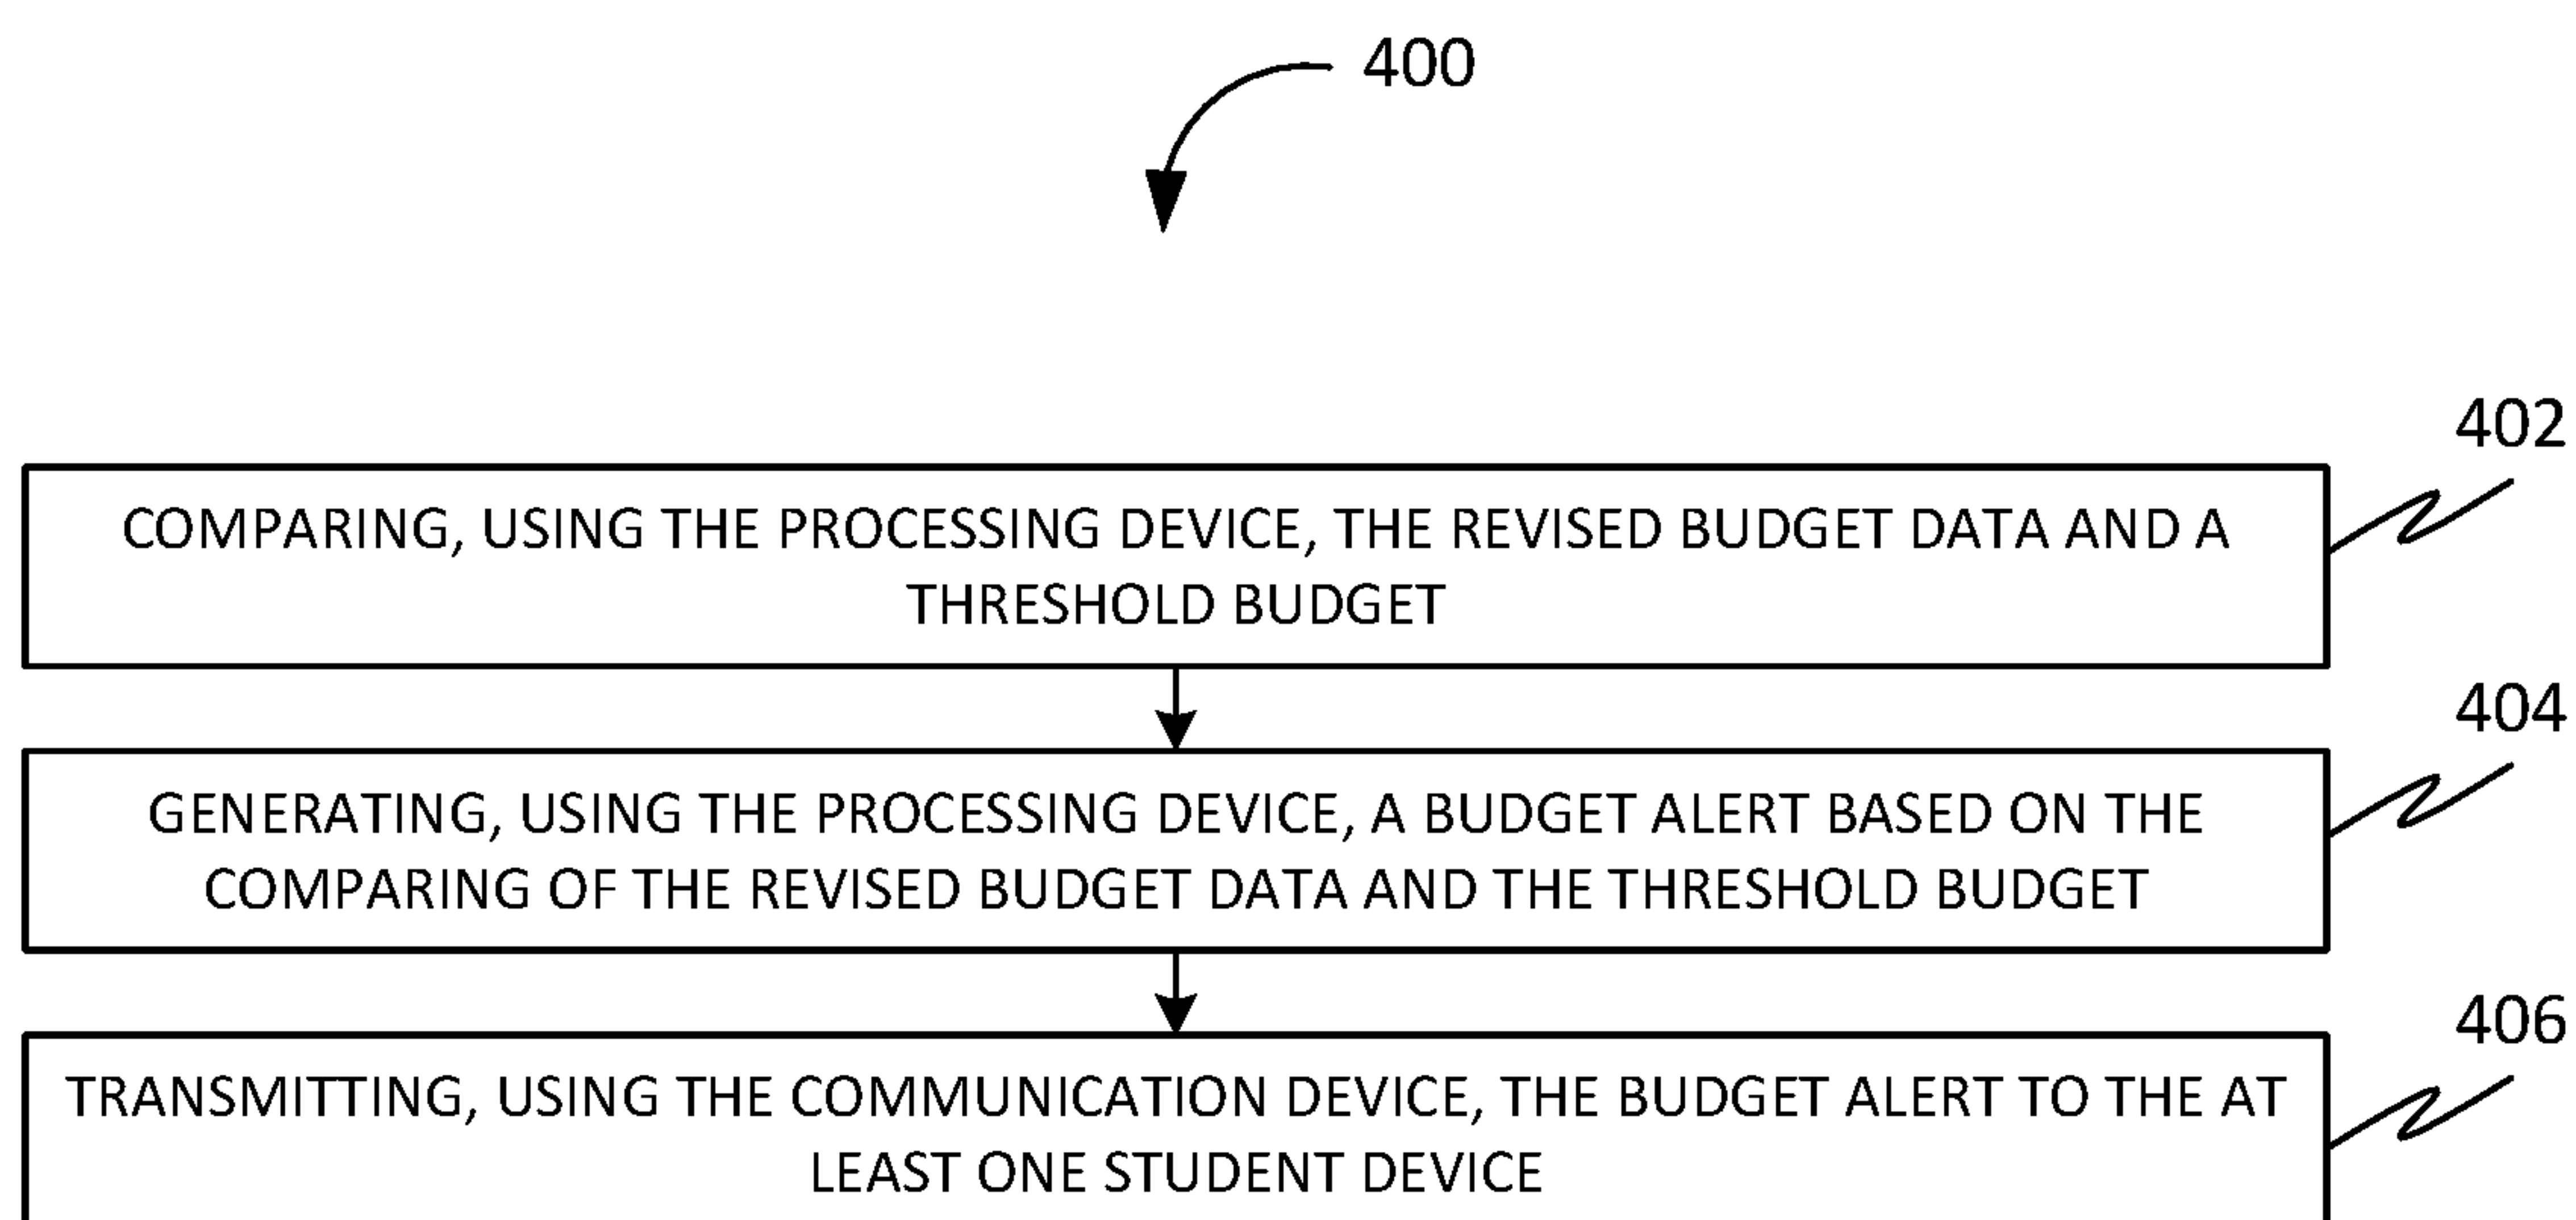 400
402
COMPARING, USING THE PROCESSING DEVICE, THE REVISED BUDGET DATA AND A
THRESHOLD BUDGET
404
GENERATING, USING THE PROCESSING DEVICE, A BUDGET ALERT BASED ON THE
COMPARING OF THE REVISED BUDGET DATA AND THE THRESHOLD BUDGET
406
TRANSMITTING, USING THE COMMUNICATION DEVICE, THE BUDGET ALERT TO THE AT
LEAST ONE STUDENT DEVICE